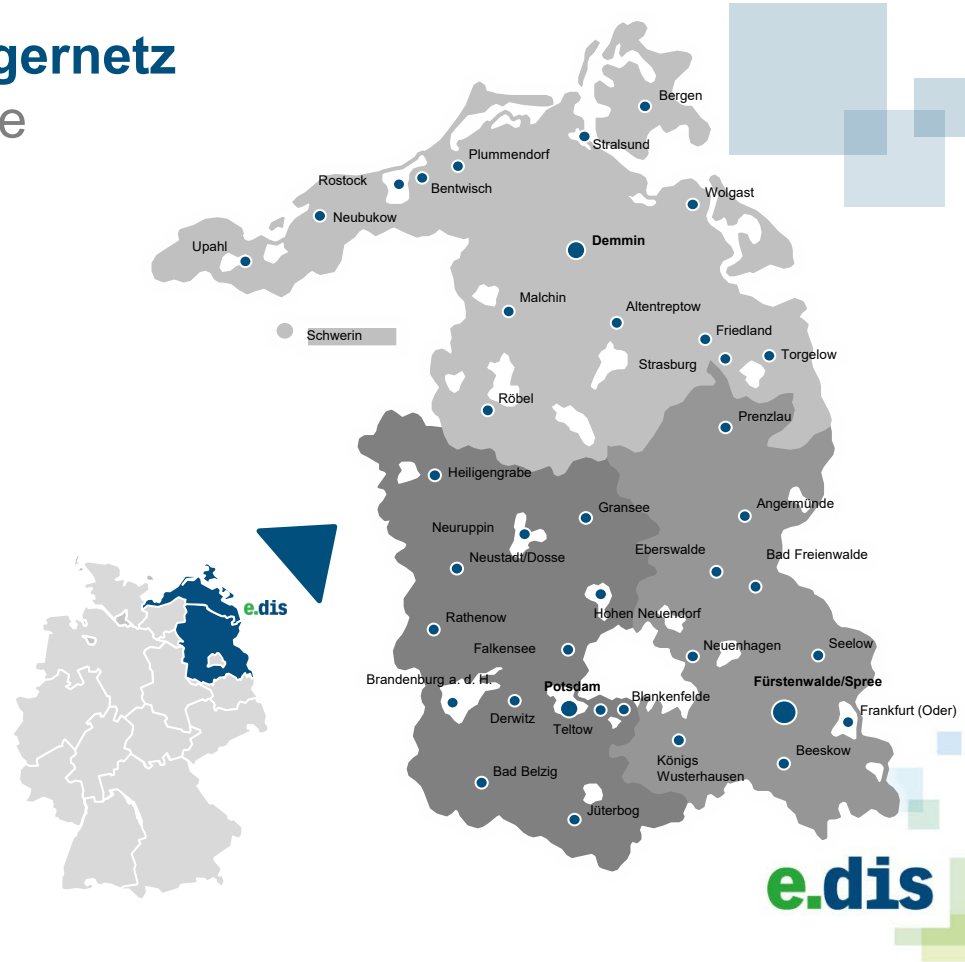 gernetz
e
Bergen
Stralsund
Plummendorf
Rostock
Bentwisch
Wolgast
Neubukow
Demmin
Upahl
Malchin
Altentreptow
Friedland
Schwerin
Torgelow
Strasburg
Röbel
Prenzlau
Heiligengrabe
Angermünde
Gransee
Neuruppin
Eberswalde
Bad Freienwalde
Neustadt/Dosse
e.dis
Hohen Neuendorf
Rathenow
Seelow
Neuenhagen
Falkensee
Brandenburg a. d. H.
Fürstenwalde/Spree
Potsdam
Blankenfelde
Frankfurt (Oder)
Derwitz
Teltow
Beeskow
Königs
Wusterhausen
Bad Belzig
Jüterbog
e.dis